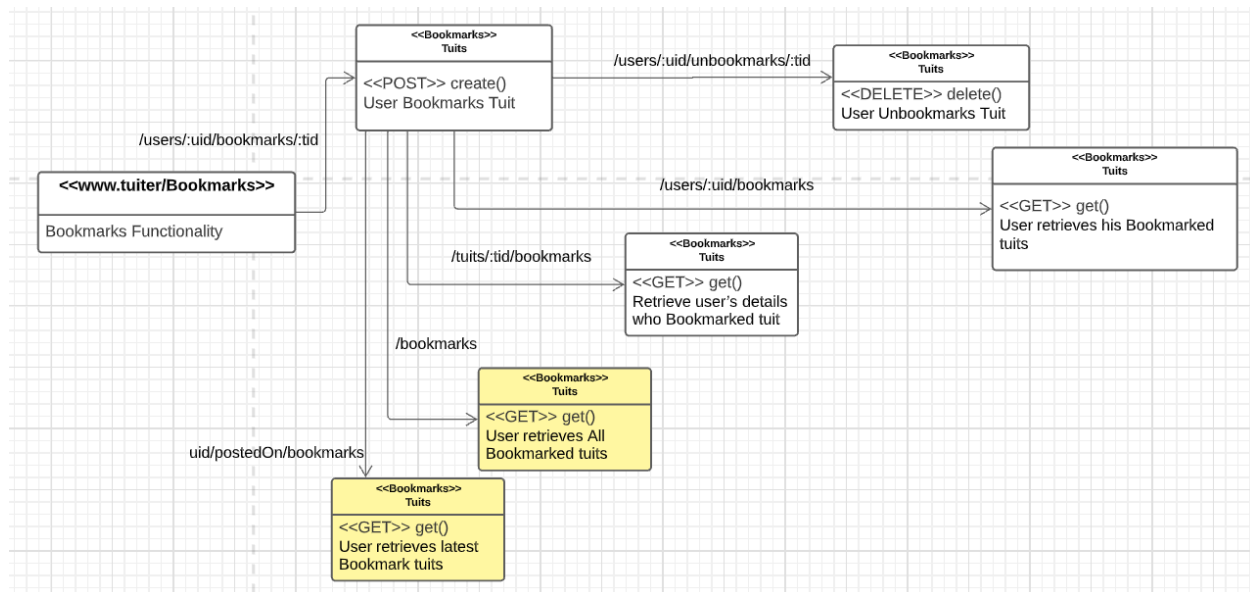 <<Bookmarks>>
Tuits
<<POST>> create()
User Bookmarks Tuit
/users/:uid/unbookmarks/:tid
<<Bookmarks>>
Tuits
<<DELETE>> delete()
User Unbookmarks Tuit
/users/:uid/bookmarks/:tid
<<www.tuiter/Bookmarks>>
Bookmarks Functionality
/users/:uid/bookmarks
<<Bookmarks>>
Tuits
<<GET>> get()
User retrieves his Bookmarked
tuits
/tuits/:tid/bookmarks
<<Bookmarks>>
Tuits
<<GET>> get()
Retrieve user's details
who Bookmarked tuit
/bookmarks
<<Bookmarks>>
Tuits
<<GET>> get()
User retrieves All
Bookmarked tuits
uid/postedOn/bookmarks
<<Bookmarks>>
Tuits
<<GET>> get()
User retrieves latest
Bookmark tuits